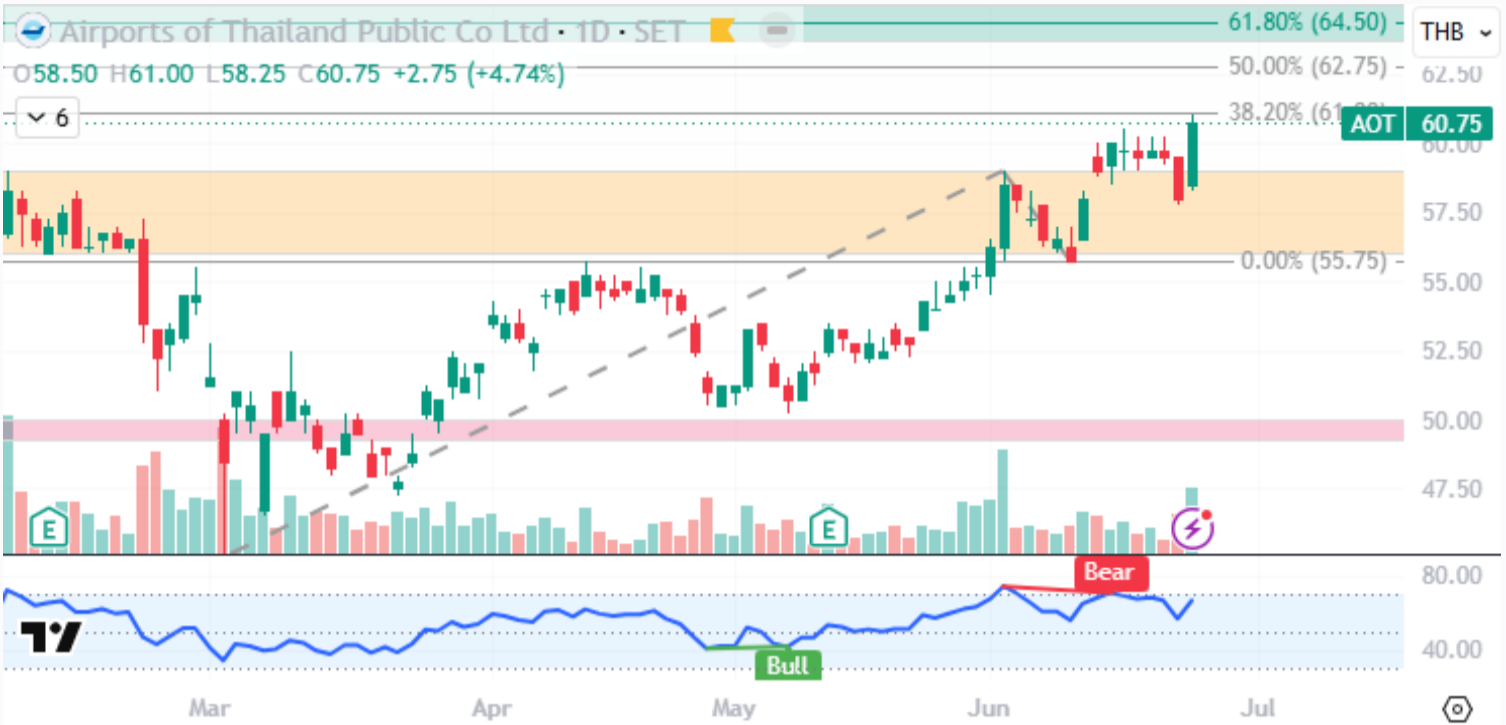 Airports of Thailand Public Co Ltd · 1D · SET
O58.50 H61.00 L58.25 C60.75 +2.75 (+4.74%)
6
THB
61.80% (64.50)
50.00% (62.75)
62.50
38.20% (61.
AOT 60.75
60.00
57.50
0.00% (55.75)
55.00
52.50
50.00
47.50
E
E
Bear
80.00
Bull
40.00
Mar
Apr
May
Jun
Jul